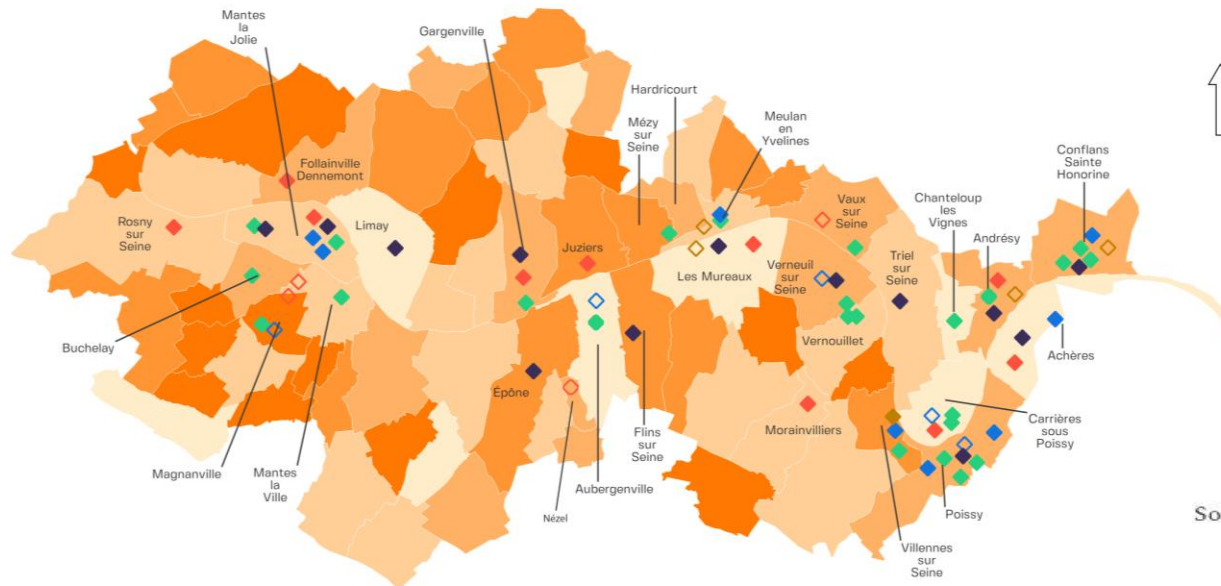 Mantes
la
Jolie
Gargenville
Hardricourt
Mézy
sur
Seine
Meulan
en
Yvelines
Conflans
Sainte
Honorine
Follainville
Dennemont
Vaux
sur
Seine
Chanteloup
les
Vignes
Andrésy
Rosny
sur
Seine
Limay
Juziers
Les Mureaux
Verneuil
sur
Seine
Triel
sur
Seine
Buchelay
Vernouillet
Achères
Épône
Flins
sur
Seine
Morainvilliers
Carrières
sous
Poissy
Magnanville
Mantes
la
Ville
Aubergenville
Nézel
Poissy
Villennes
sur
Seine
So